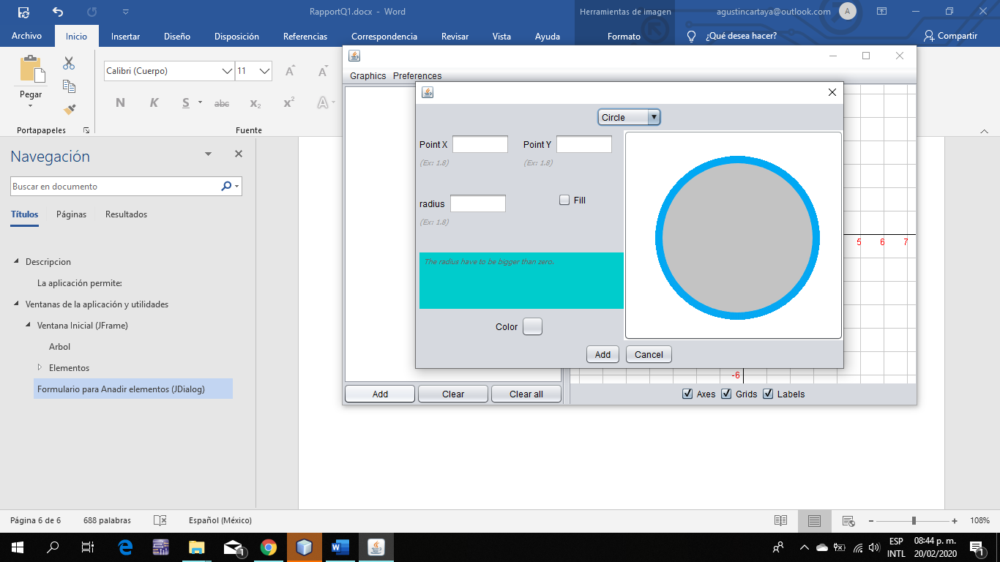 RapportQ1.docx - Word
Herramientas de imagen
agustincartaya@outlook.com
A
Archivo
Inicio
Insertar
Diseño
Disposición
Referencias
Correspondencia
Revisar
Vista
Ayuda
Formato
¿Qué desea hacer?
Compartir
Pegar
Portapapeles
Calibri (Cuerpo)
11
N K S abc x₂ x² A
Fuente
Navegación
Buscar en documento
Títulos
Páginas
Resultados
Descripcion
La aplicación permite:
Ventanas de la aplicación y utilidades
Ventana Inicial (JFrame)
Arbol
Elementos
Formulario para Anadir elementos (JDialog)
Graphics Preferences
Circle
Point X
Point Y
(Ex: 1.8)
(Ex: 1.8)
radius
Fill
(Ex: 1.8)
The radius have to be bigger than zero.
Color
Add
Cancel
5 6 7
-6
Add
Clear
Clear all
Axes
Grids
Labels
Página 6 de 6
688 palabras
Español (México)
108%
1
ESP
INTL
08:44 p. m.
20/02/2020
1